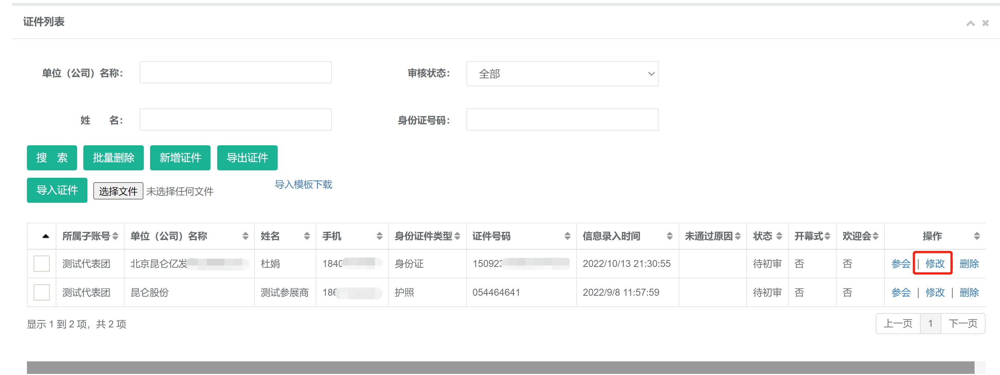 证件列表
单位（公司）名称：
审核状态： 全部
姓 名：
身份证号码：
搜 索 批量删除 新增证件 导出证件
导入证件 选择文件 未选择任何文件 导入模板下载
所属子账号 单位（公司）名称 姓名 手机 身份证件类型 证件号码 信息录入时间 未通过原因 状态 开幕式 欢迎会 操作
测试代表团 北京昆仑亿发 杜娟 1840 身份证 150923 2022/10/13 21:30:55 待初审 否 否 参会 | 修改 删除
测试代表团 昆仑股份 测试参展商 186 护照 054464641 2022/9/8 11:57:59 待初审 否 否 参会 | 修改 | 删除
显示 1 到 2 项，共 2 项
上一页 1 下一页